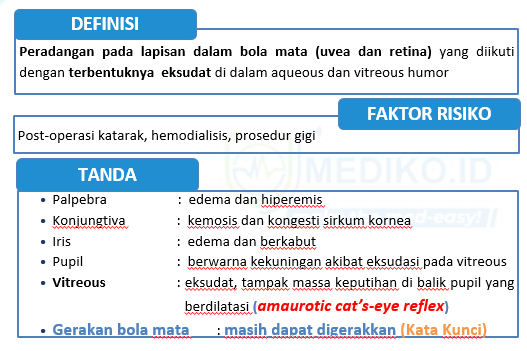 DEFINISI
Peradangan pada lapisan dalam bola mata (uvea dan retina) yang diikuti
dengan terbentuknya eksudat di dalam aqueous dan vitreous humor
FAKTOR RISIKO
Post-operasi katarak, hemodialisis, prosedur gigi
TANDA
MEDIKO.ID
• Palpebra : edema dan hiperemis
• Konjungtiva : kemosis dan kongesti sirkum kornea
• Iris : edema dan berkabut
• Pupil : berwarna kekuningan akibat eksudasi pada vitreous
• Vitreous : eksudat, tampak massa keputihan di balik pupil yang
berdilatasi (amaurotic cat’s-eye reflex)
• Gerakan bola mata : masih dapat digerakkan (Kata Kunci)